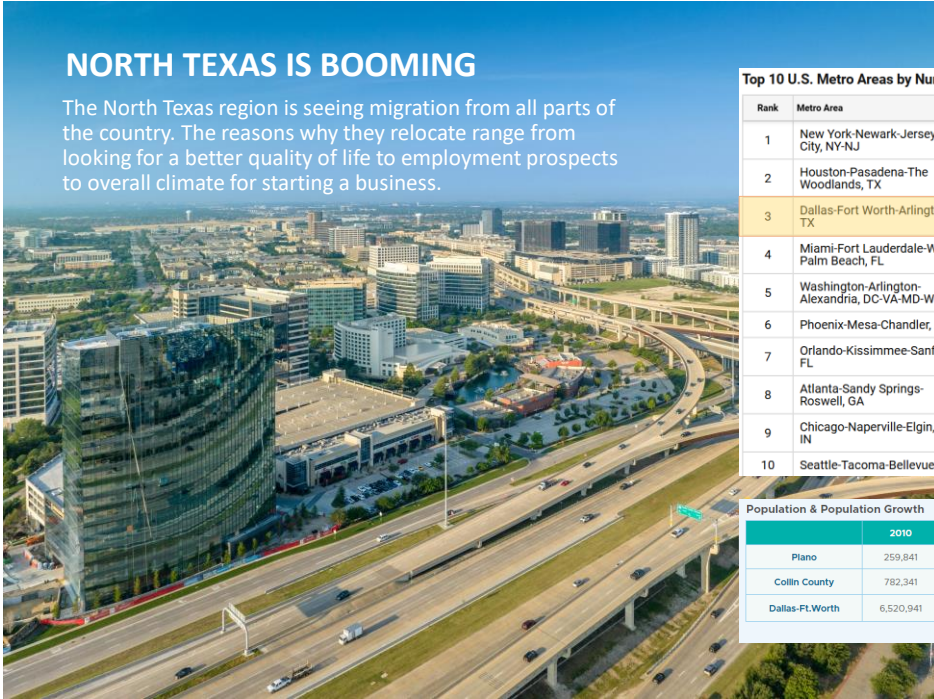 NORTH TEXAS IS BOOMING
The North Texas region is seeing migration from all parts of
the country. The reasons why they relocate range from
looking for a better quality of life to employment prospects
to overall climate for starting a business.
Top 10 U.S. Metro Areas by
Rank Metro Area
1 New York-Newark-Jersey
City, NY-NJ
2 Houston-Pasadena-The
Woodlands, TX
3 Dallas-Fort Worth-Arlingt
TX
4 Miami-Fort Lauderdale-W
Palm Beach, FL
5 Washington-Arlington-
Alexandria, DC-VA-MD-W
6 Phoenix-Mesa-Chandler,
7 Orlando-Kissimmee-Sanf
FL
8 Atlanta-Sandy Springs-
Roswell, GA
9 Chicago-Naperville-Elgin,
IN
10 Seattle-Tacoma-Bellevue
Population & Population Growth
2010
Plano 259,841
Collin County 782,341
Dallas-Ft.Worth 6,520,941